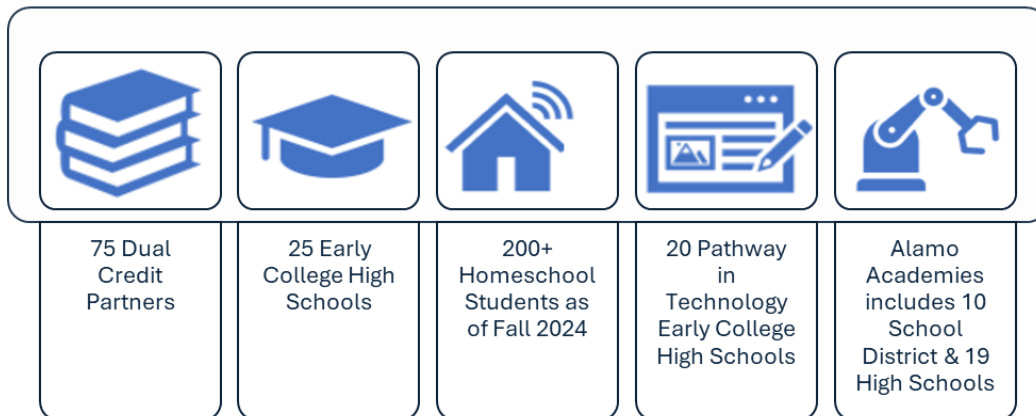 75 Dual
Credit
Partners
25 Early
College High
Schools
200+
Homeschool
Students as
of Fall 2024
20 Pathway
in
Technology
Early College
High Schools
Alamo
Academies
includes 10
School
District & 19
High Schools